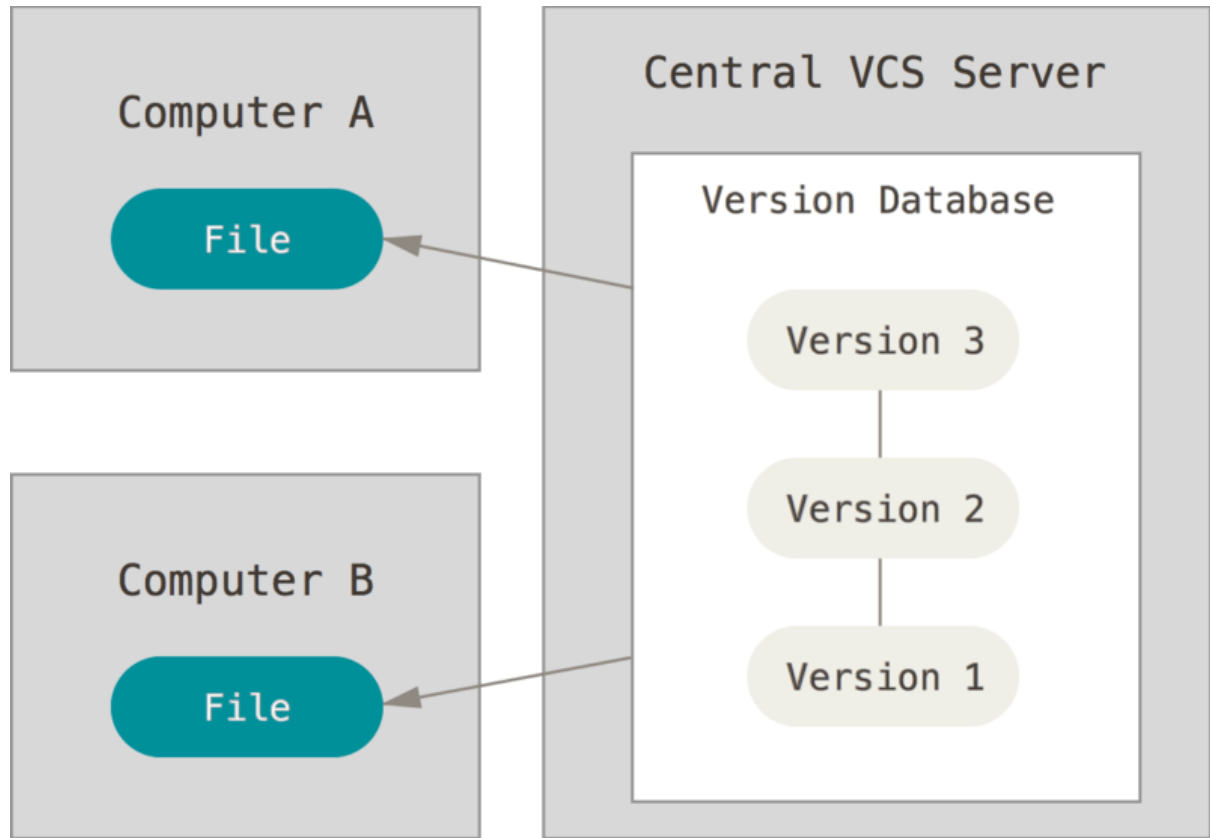 Computer A
File
Computer B
File
Central VCS Server
Version Database
Version 3
Version 2
Version 1